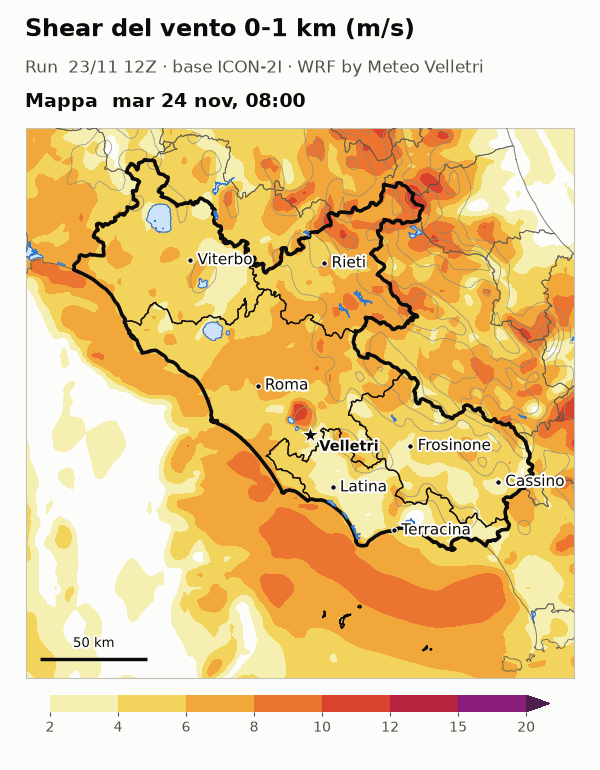 Shear del vento 0-1 km (m/s)
Run  23/11 12Z · base ICON-2I · WRF by Meteo Velletri
Mappa  mar 24 nov, 08:00
Viterbo
Rieti
Roma
Velletri
Frosinone
Latina
Cassino
Terracina
50 km
2 4 6 8 10 12 15 20